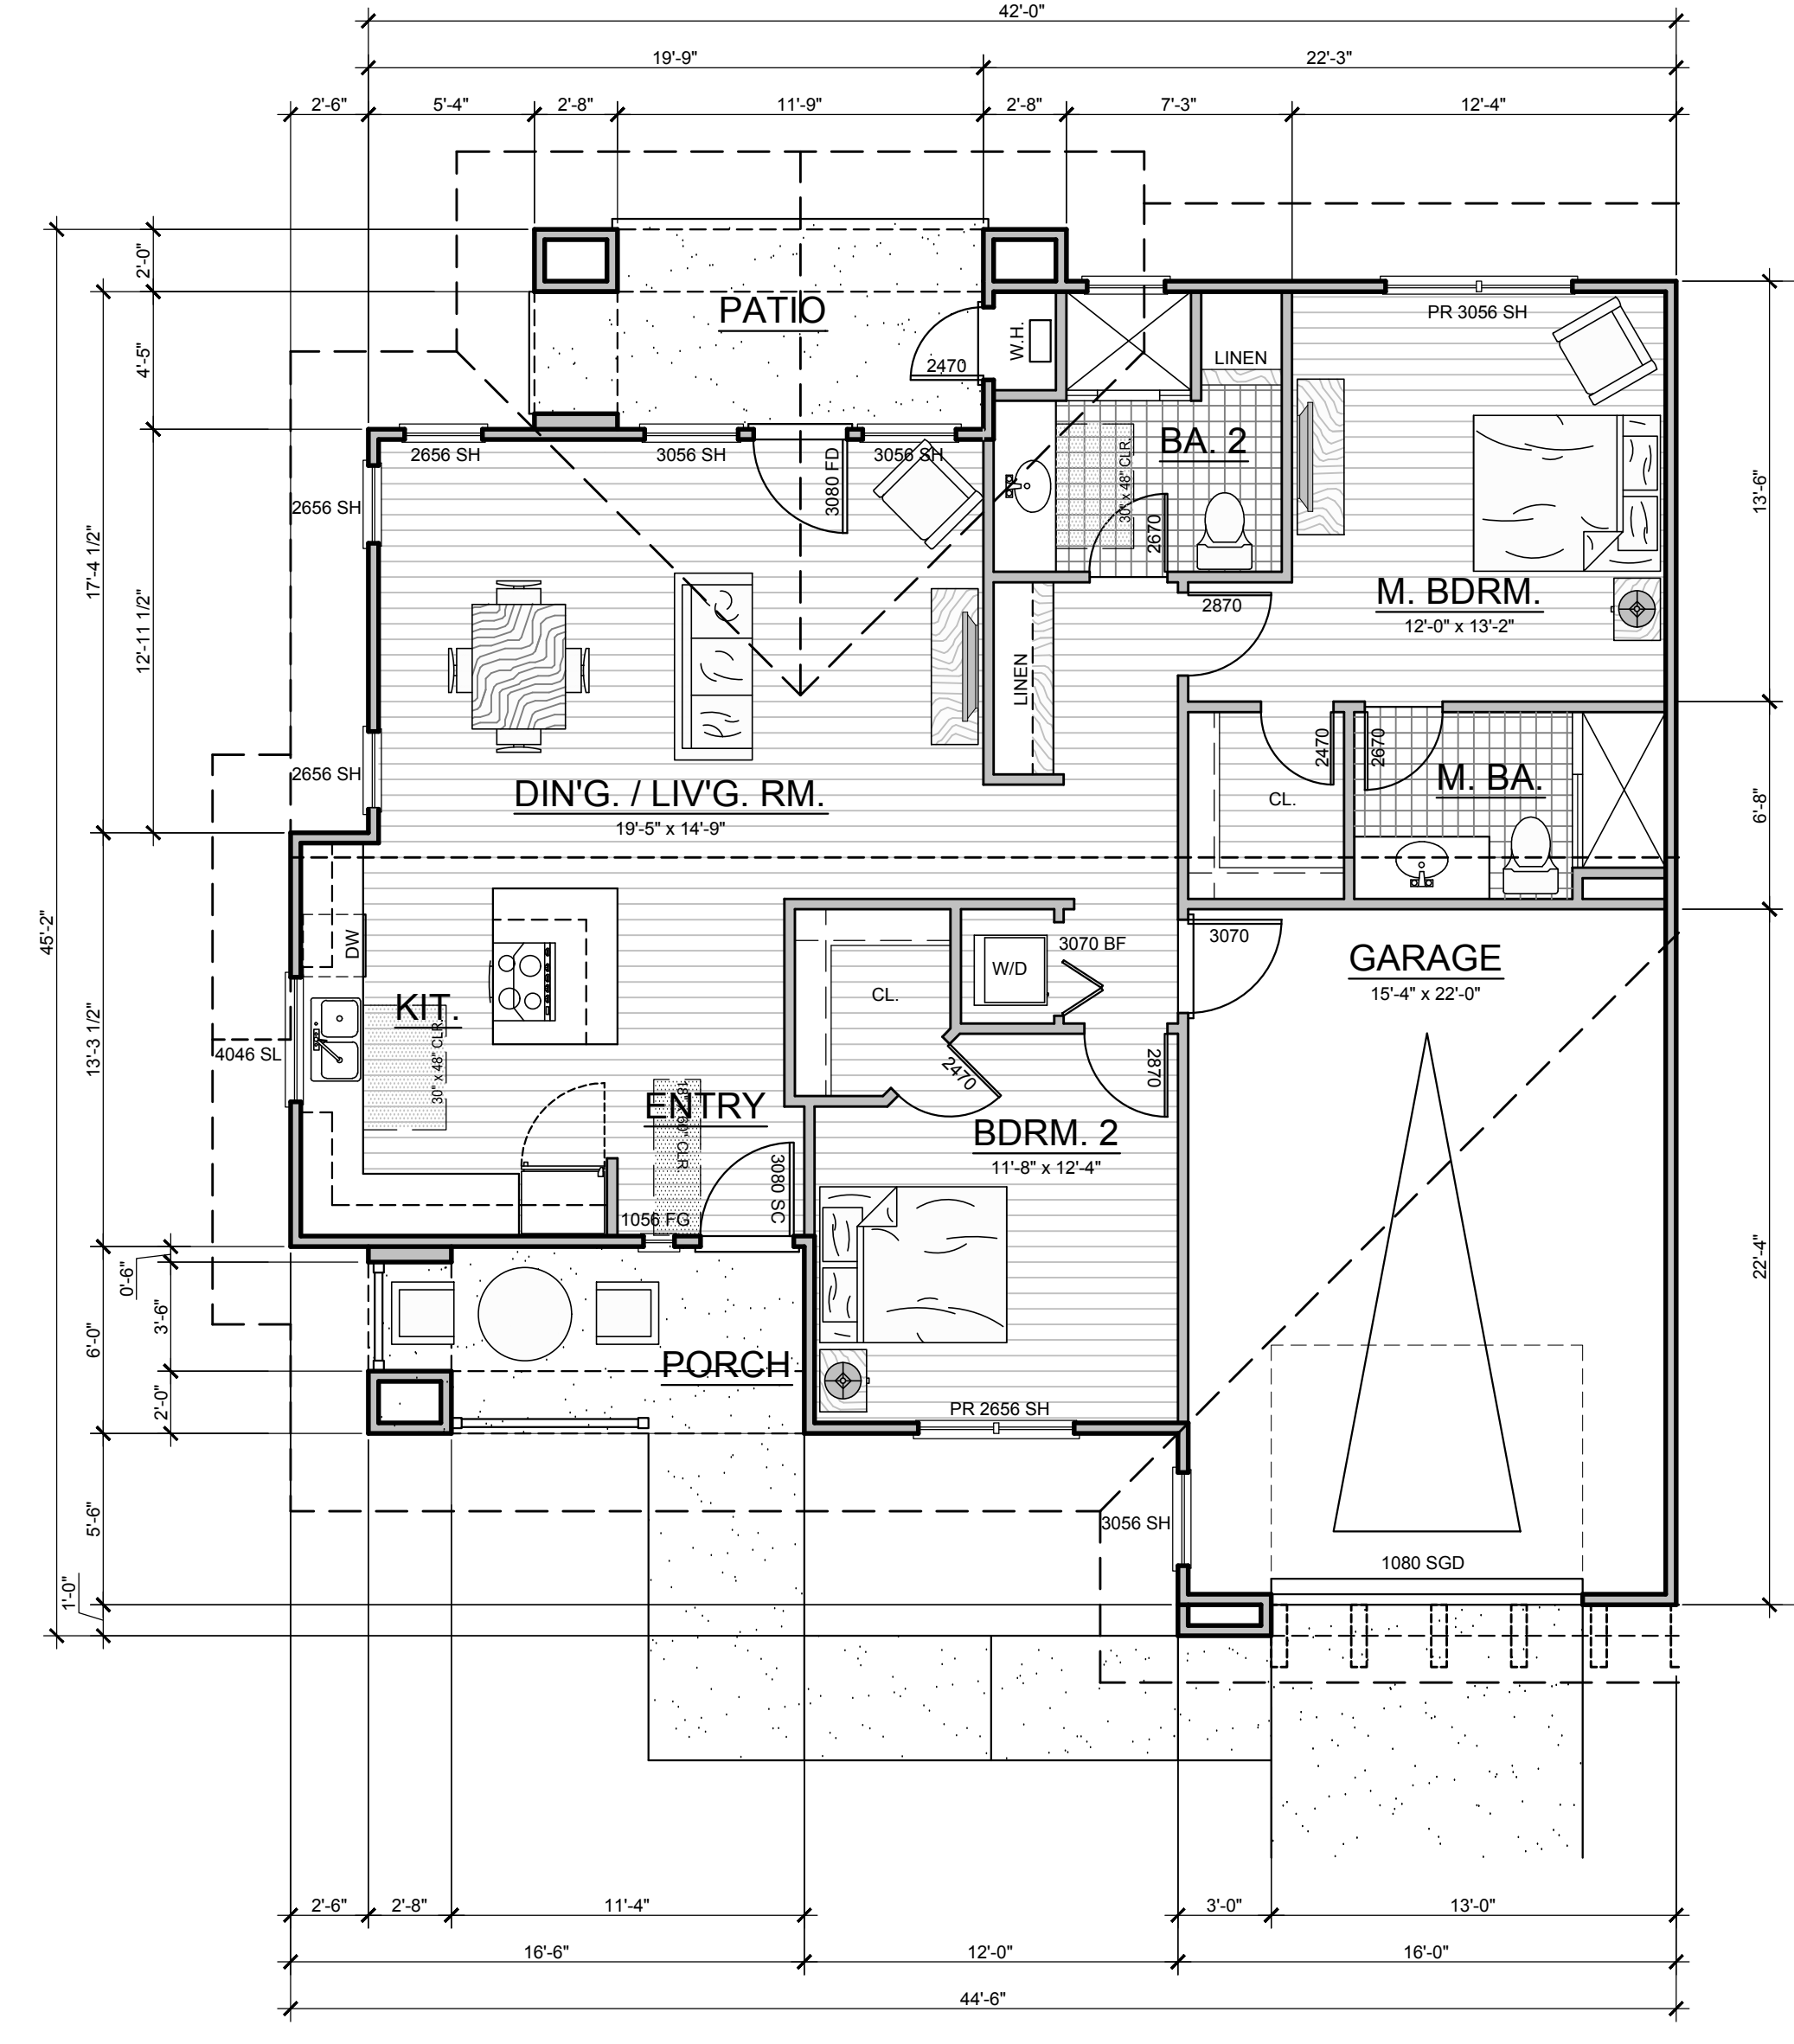 42'-0"
19'-9"
22'-3"
2'-6"
5'-4"
2'-8"
11'-9"
2'-8"
7'-3"
12'-4"
2'-0"
4'-5"
PATIO
2470
W.H.
LINEN
PR 3056 SH
2656 SH
3056 SH
3080 FD
3056 SH
30" x 48" CLR.
BA. 2
2670
2656 SH
13'-6"
17'-4 1/2"
12'-11 1/2"
2870
M. BDRM.
12'-0" x 13'-2"
LINEN
2656 SH
DIN'G. / LIV'G. RM.
19'-5" x 14'-9"
2470
2670
M. BA.
CL.
6'-8"
45'-2"
DW
KIT.
30" x 48" CLR.
4046 SL
13'-3 1/2"
CL.
W/D
3070 BF
3070
GARAGE
15'-4" x 22'-0"
2470
2870
ENTRY
18" x 60" CLR
BDRM. 2
11'-8" x 12'-4"
3080 SC
1056 FG
22'-4"
0'-6"
3'-6"
6'-0"
2'-0"
PORCH
PR 2656 SH
5'-6"
1'-0"
3056 SH
1080 SGD
2'-6"
2'-8"
11'-4"
3'-0"
13'-0"
16'-6"
12'-0"
16'-0"
44'-6"